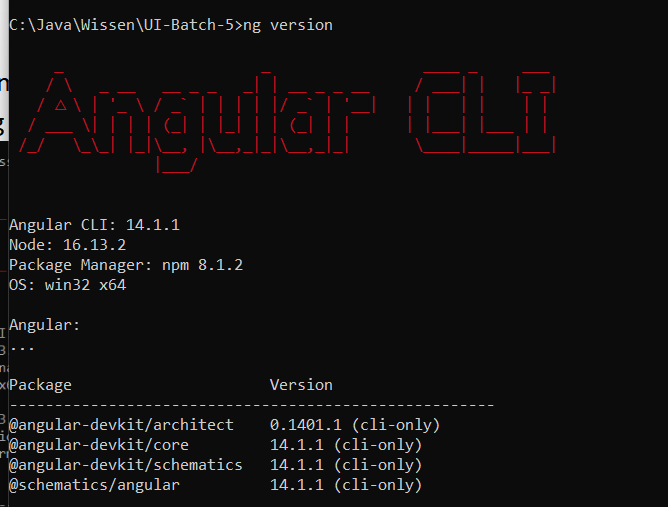 C:\Java\Wissen\UI-Batch-5>ng version
Angular CLI
Angular CLI: 14.1.1
Node: 16.13.2
Package Manager: npm 8.1.2
OS: win32 x64
Angular:
...
Package Version
------------------------------------------------------
@angular-devkit/architect 0.1401.1 (cli-only)
@angular-devkit/core 14.1.1 (cli-only)
@angular-devkit/schematics 14.1.1 (cli-only)
@schematics/angular 14.1.1 (cli-only)